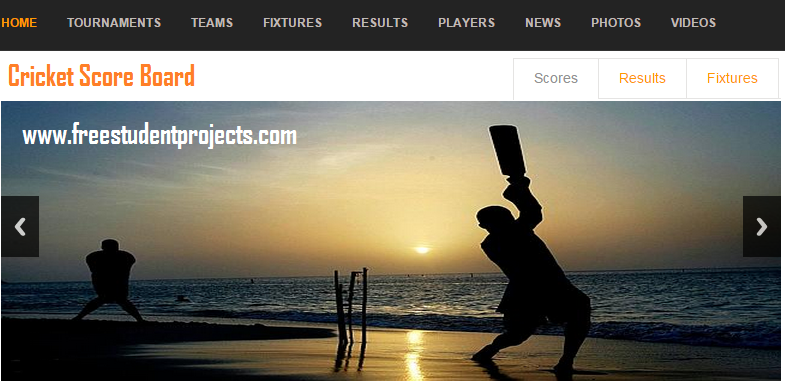 HOME TOURNAMENTS TEAMS FIXTURES RESULTS PLAYERS NEWS PHOTOS VIDEOS
Cricket Score Board Scores Results Fixtures
www.freestudentprojects.com